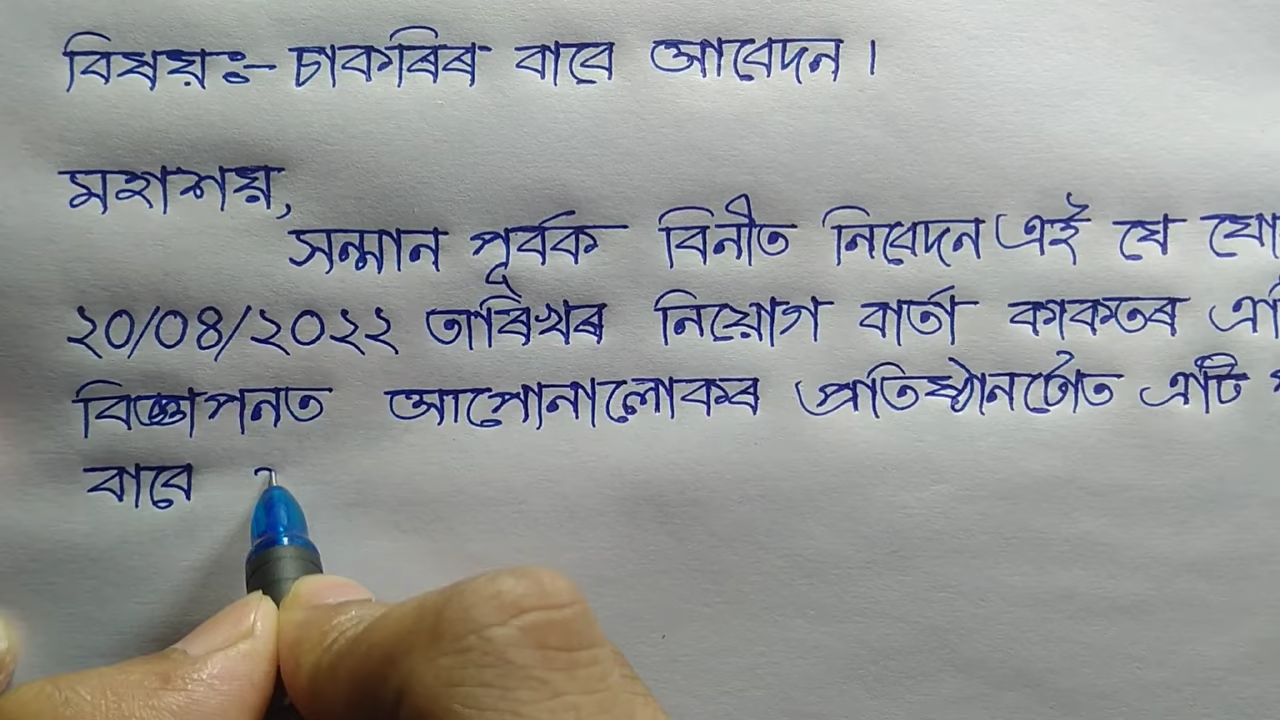 বিষয়ঃ- চাকৰিৰ বাবে আবেদন ।
মহাশয়,
সন্মান পূৰ্বক বিনীত নিবেদন এই যে যো
২০/০৪/২০২২ তাৰিখৰ নিয়োগ বাৰ্তা কাকতৰ
বিজ্ঞাপনত আপোনালোকৰ প্ৰতিষ্ঠানটোত এটি
বাবে